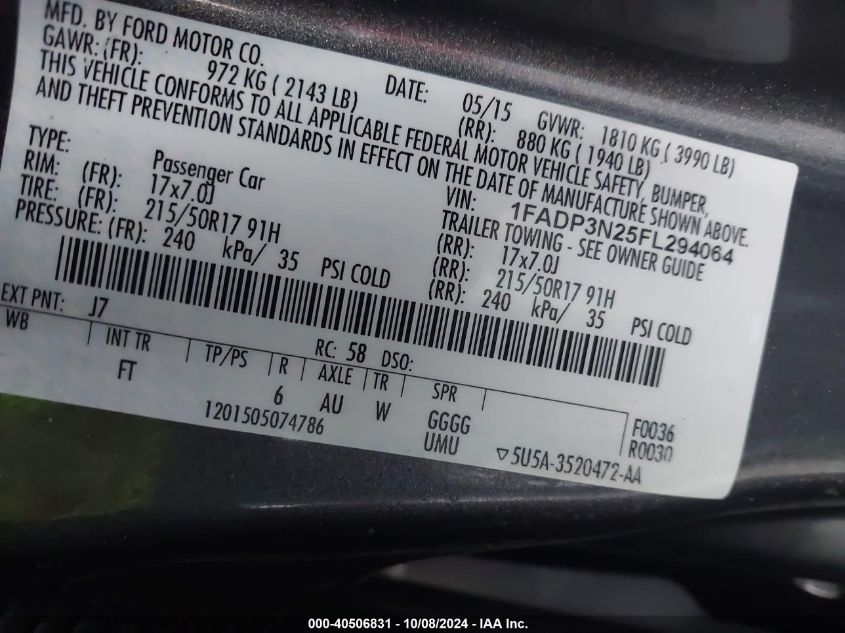 MFD. BY FORD MOTOR CO.
DATE: 05/15 GVWR: 1810 KG ( 3990 LB)
GAWR: (FR): 972 KG ( 2143 LB) (RR): 880 KG ( 1940 LB)
THIS VEHICLE CONFORMS TO ALL APPLICABLE FEDERAL MOTOR VEHICLE SAFETY, BUMPER,
AND THEFT PREVENTION STANDARDS IN EFFECT ON THE DATE OF MANUFACTURE SHOWN ABOVE.
VIN: 1FADP3N25FL294064
TYPE: Passenger Car TRAILER TOWING - SEE OWNER GUIDE
RIM: (FR): 17x7.0J (RR): 17x7.0J
TIRE: (FR): 215/50R17 91H (RR): 215/50R17 91H
PRESSURE: (FR): 240 kPa/ 35 PSI COLD (RR): 240 kPa/ 35 PSI COLD
EXT PNT: J7 RC: 58 DSO:
WB INT TR TP/PS R AXLE TR SPR
FT 6 AU W GGGG F0036
1201505074786 UMU R0030
5U5A-3520472-AA
000-40506831 - 10/08/2024 - IAA Inc.